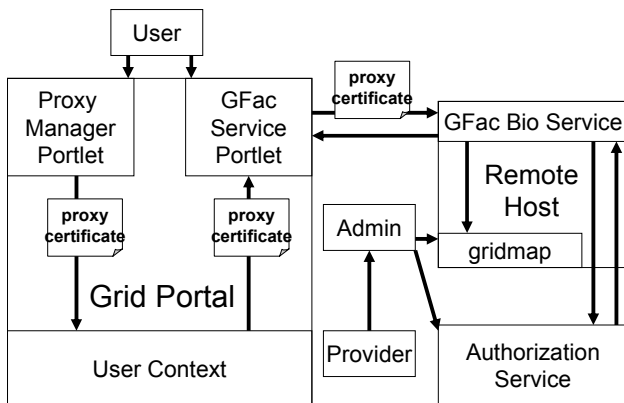 User
Proxy
Manager
Portlet
GFac
Service
Portlet
proxy
certificate
GFac Bio Service
Remote
Host
proxy
certificate
proxy
certificate
Admin
gridmap
Grid Portal
User Context
Provider
Authorization
Service